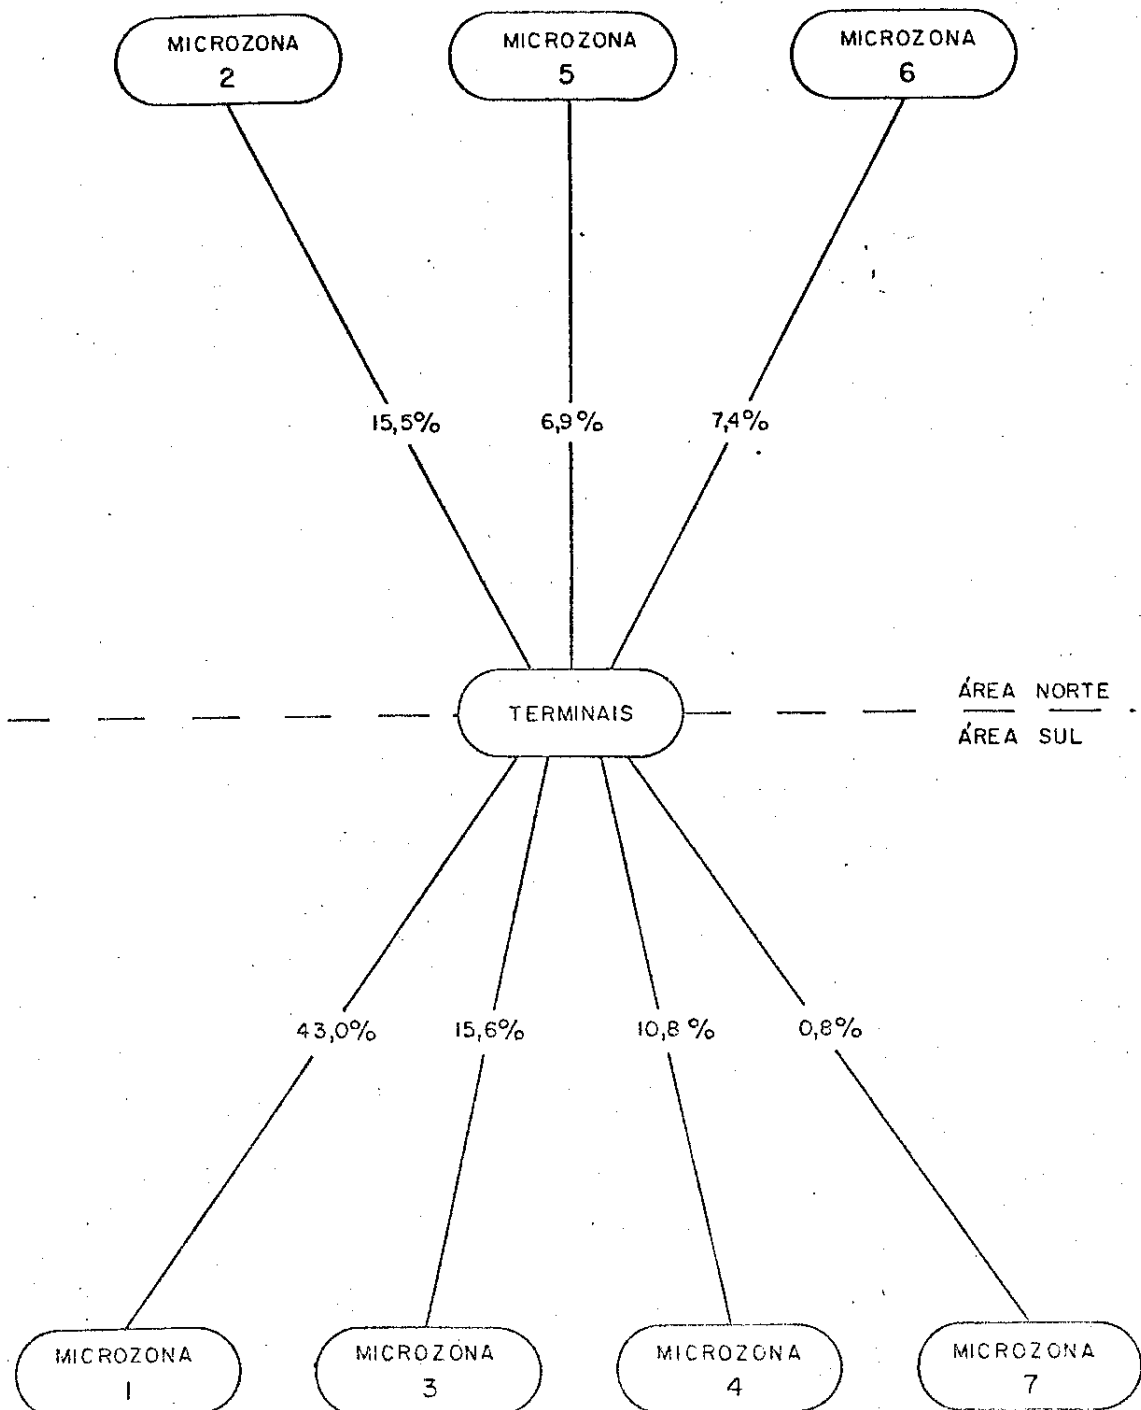 MICROZONA
2
MICROZONA
5
MICROZONA
6
15,5%
6,9%
7,4%
TERMINAIS
ÁREA NORTE
ÁREA SUL
43,0%
15,6%
10,8%
0,8%
MICROZONA
1
MICROZONA
3
MICROZONA
4
MICROZONA
7